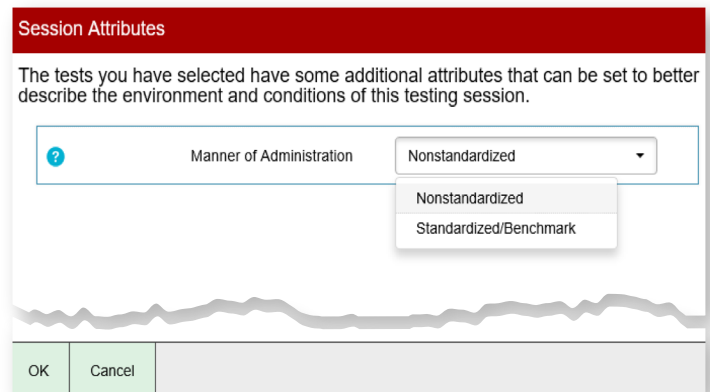 Session Attributes
The tests you have selected have some additional attributes that can be set to better
describe the environment and conditions of this testing session.
? Manner of Administration Nonstandardized
Nonstandardized
Standardized/Benchmark
OK Cancel